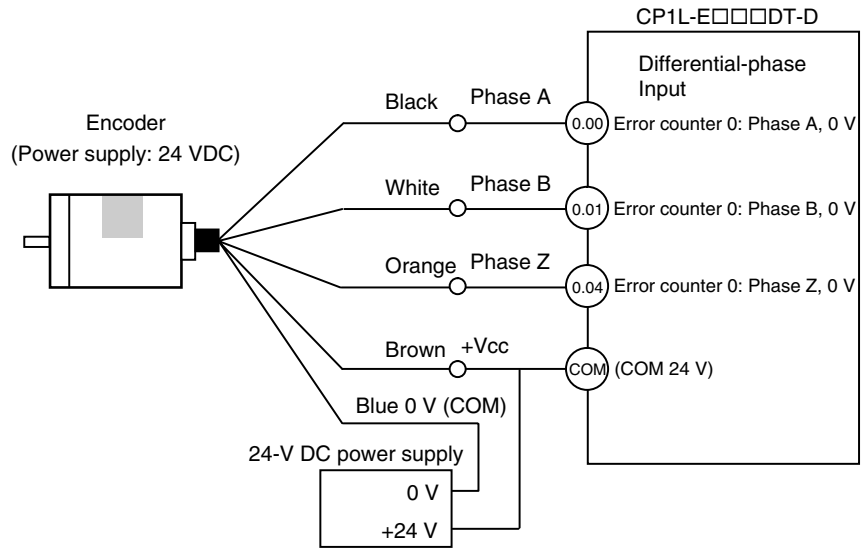 CP1L-E□□□DT-D
Differential-phase
Input
Encoder
(Power supply: 24 VDC)
Black
Phase A
0.00
Error counter 0: Phase A, 0 V
White
Phase B
0.01
Error counter 0: Phase B, 0 V
Orange
Phase Z
0.04
Error counter 0: Phase Z, 0 V
Brown
+Vcc
COM
(COM 24 V)
Blue 0 V (COM)
24-V DC power supply
0 V
+24 V